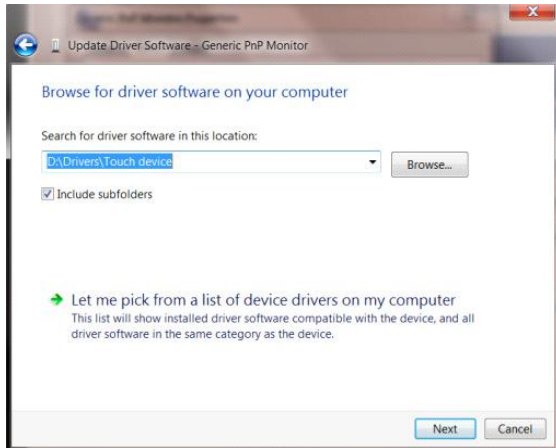 Update Driver Software - Generic PnP Monitor
Browse for driver software on your computer
Search for driver software in this location:
D:\Drivers\Touch device
Browse...
Include subfolders
Let me pick from a list of device drivers on my computer
This list will show installed driver software compatible with the device, and all
driver software in the same category as the device.
Next
Cancel